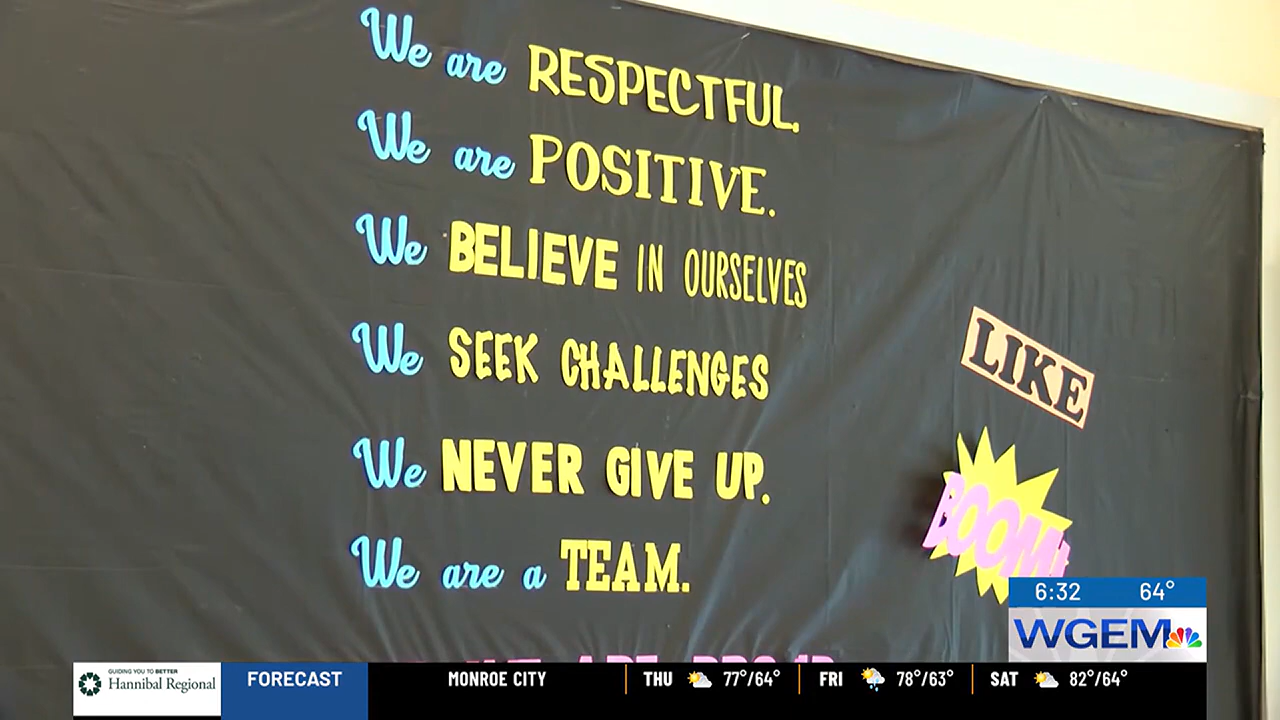 We are RESPECTFUL.
We are POSITIVE.
We BELIEVE IN OURSELVES
We SEEK CHALLENGES
We NEVER GIVE UP.
We are a TEAM.
LIKE
BOOM!
6:32 64°
WGEM
GUIDING YOU TO BETTER
Hannibal Regional
FORECAST
MONROE CITY
THU 77°/64° FRI 78°/63° SAT 82°/64°